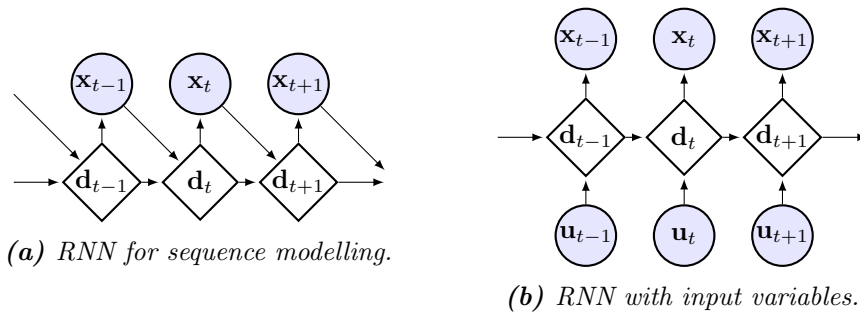 x_{t−1} x_t x_{t+1}
d_{t−1} d_t d_{t+1}
(a) RNN for sequence modelling.
x_{t−1} x_t x_{t+1}
d_{t−1} d_t d_{t+1}
u_{t−1} u_t u_{t+1}
(b) RNN with input variables.